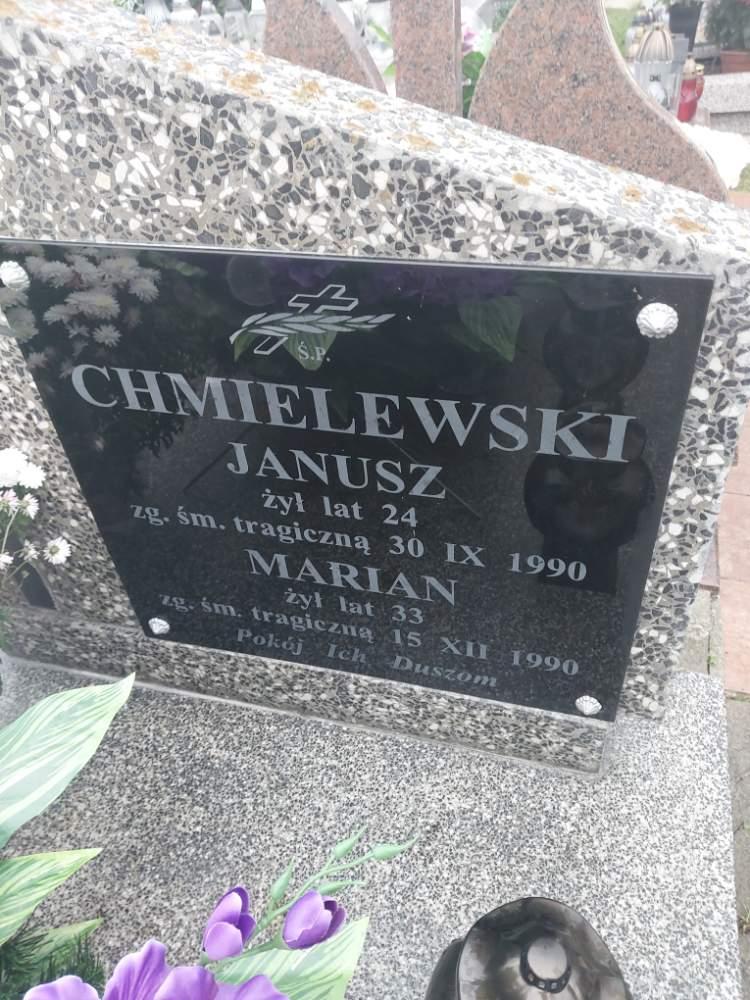 Ś.P.
CHMIELEWSKI
JANUSZ
żył lat 24
zg. śm. tragiczną 30 IX 1990
MARIAN
żył lat 33
zg. śm. tragiczną 15 XII 1990
Pokój Ich Duszom